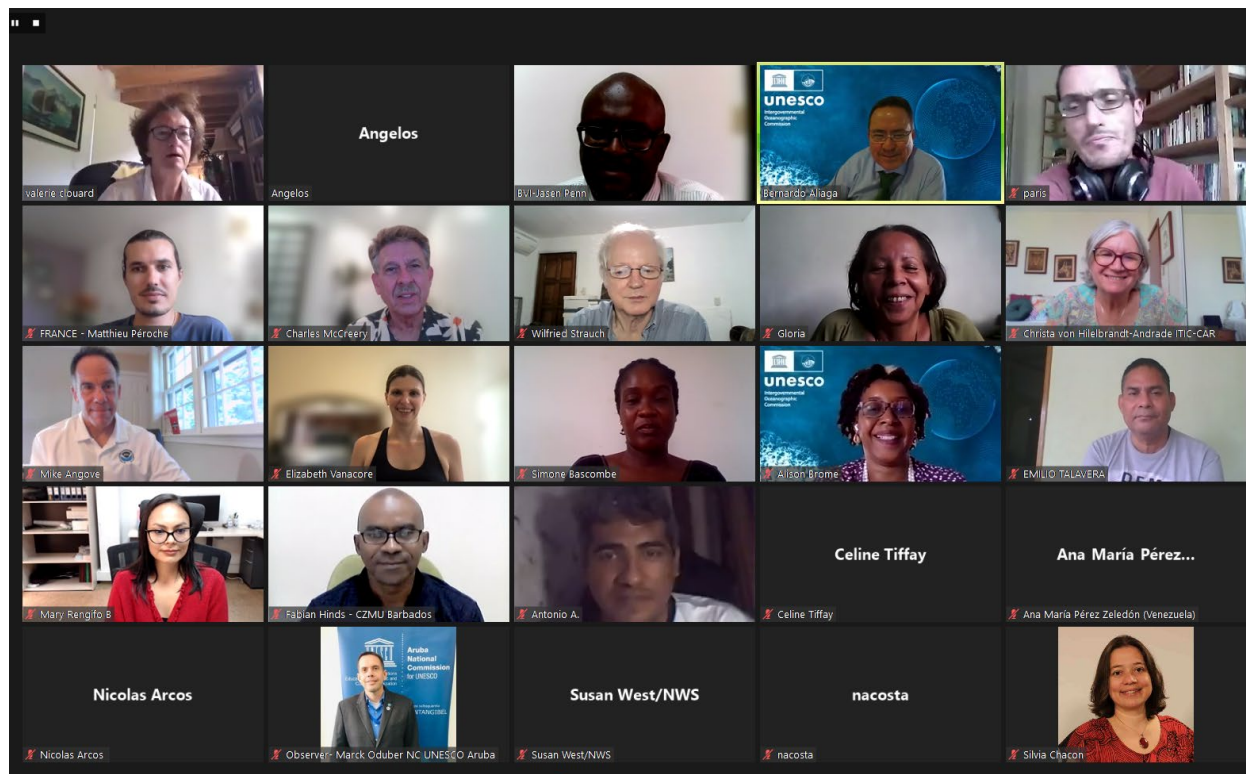 Angelos
unesco
Intergovernmental
Oceanographic
Commission
valerie clouard
Angelos
BVI-Jasen Penn
Bernardo Aliaga
paris
FRANCE - Matthieu Péroche
Charles McCreery
Wilfried Strauch
Gloria
Christa von Hilelbrandt-Andrade ITIC-CAR
unesco
Intergovernmental
Oceanographic
Commission
Mike Angove
Elizabeth Vanacore
Simone Bascombe
Alison Brome
EMILIO TALAVERA
Celine Tiffay
Ana María Pérez...
Mary Rengifo B
Fabian Hinds - CZMU Barbados
Antonio A.
Celine Tiffay
Ana María Pérez Zeledón (Venezuela)
Aruba
National
Commission
for UNESCO
Nicolas Arcos
Susan West/NWS
nacosta
Nicolas Arcos
Observer- Marck Oduber NC UNESCO Aruba
Susan West/NWS
nacosta
Silvia Chacon